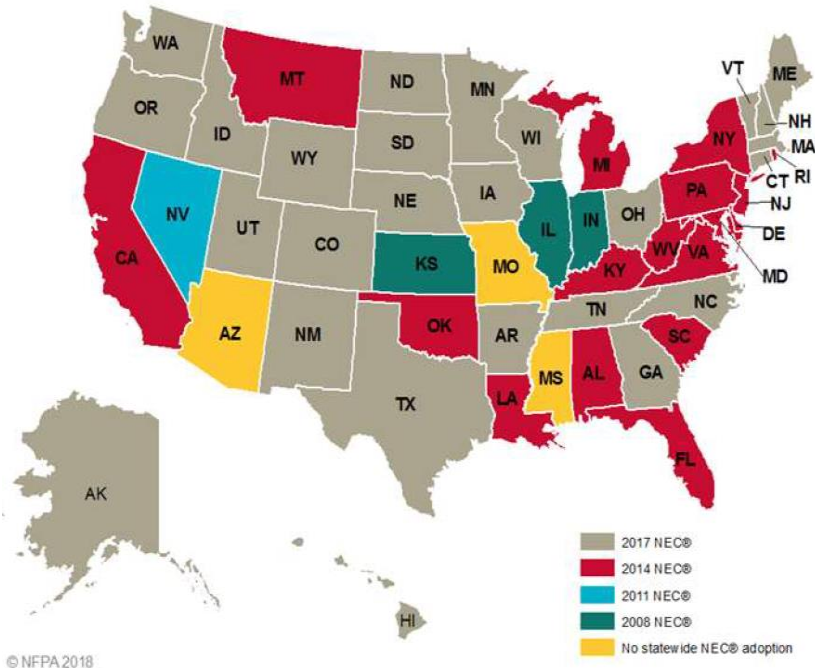 WA
MT
ND
MN
VT
ME
OR
ID
SD
WI
NH
WY
MI
NY
MA
RI
CT
NV
NE
IA
PA
NJ
UT
CO
IL
IN
OH
DE
CA
KS
MO
WV
VA
MD
KY
AZ
NM
OK
AR
TN
NC
SC
MS
AL
GA
TX
LA
FL
AK
HI
2017 NEC®
2014 NEC®
2011 NEC®
2008 NEC®
No statewide NEC® adoption
© NFPA 2018